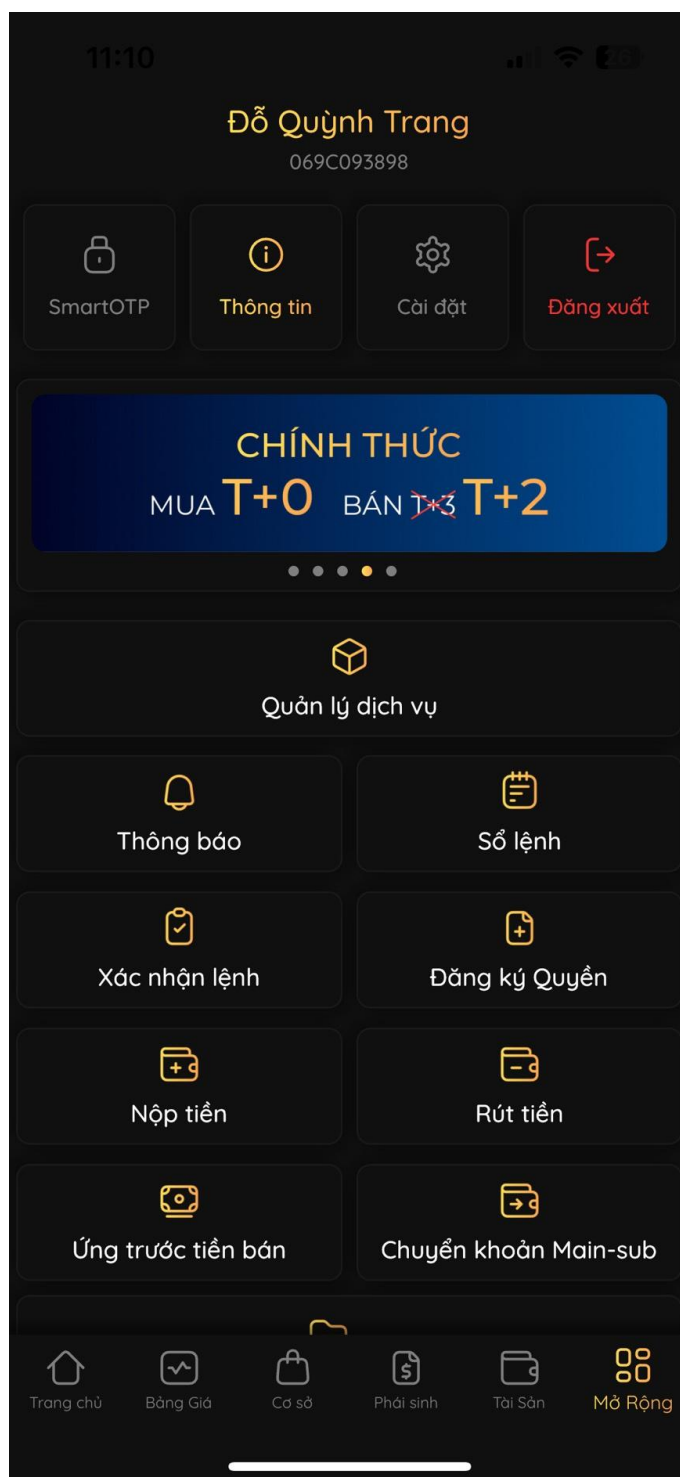 11:10
26
Đỗ Quỳnh Trang
069C093898
SmartOTP
Thông tin
Cài đặt
Đăng xuất
CHÍNH THỨC
MUA T+0 BÁN T+3 T+2
Quản lý dịch vụ
Thông báo
Sổ lệnh
Xác nhận lệnh
Đăng ký Quyền
Nộp tiền
Rút tiền
Ứng trước tiền bán
Chuyển khoản Main-sub
Trang chủ
Bảng Giá
Cơ sở
Phái sinh
Tài Sản
Mở Rộng